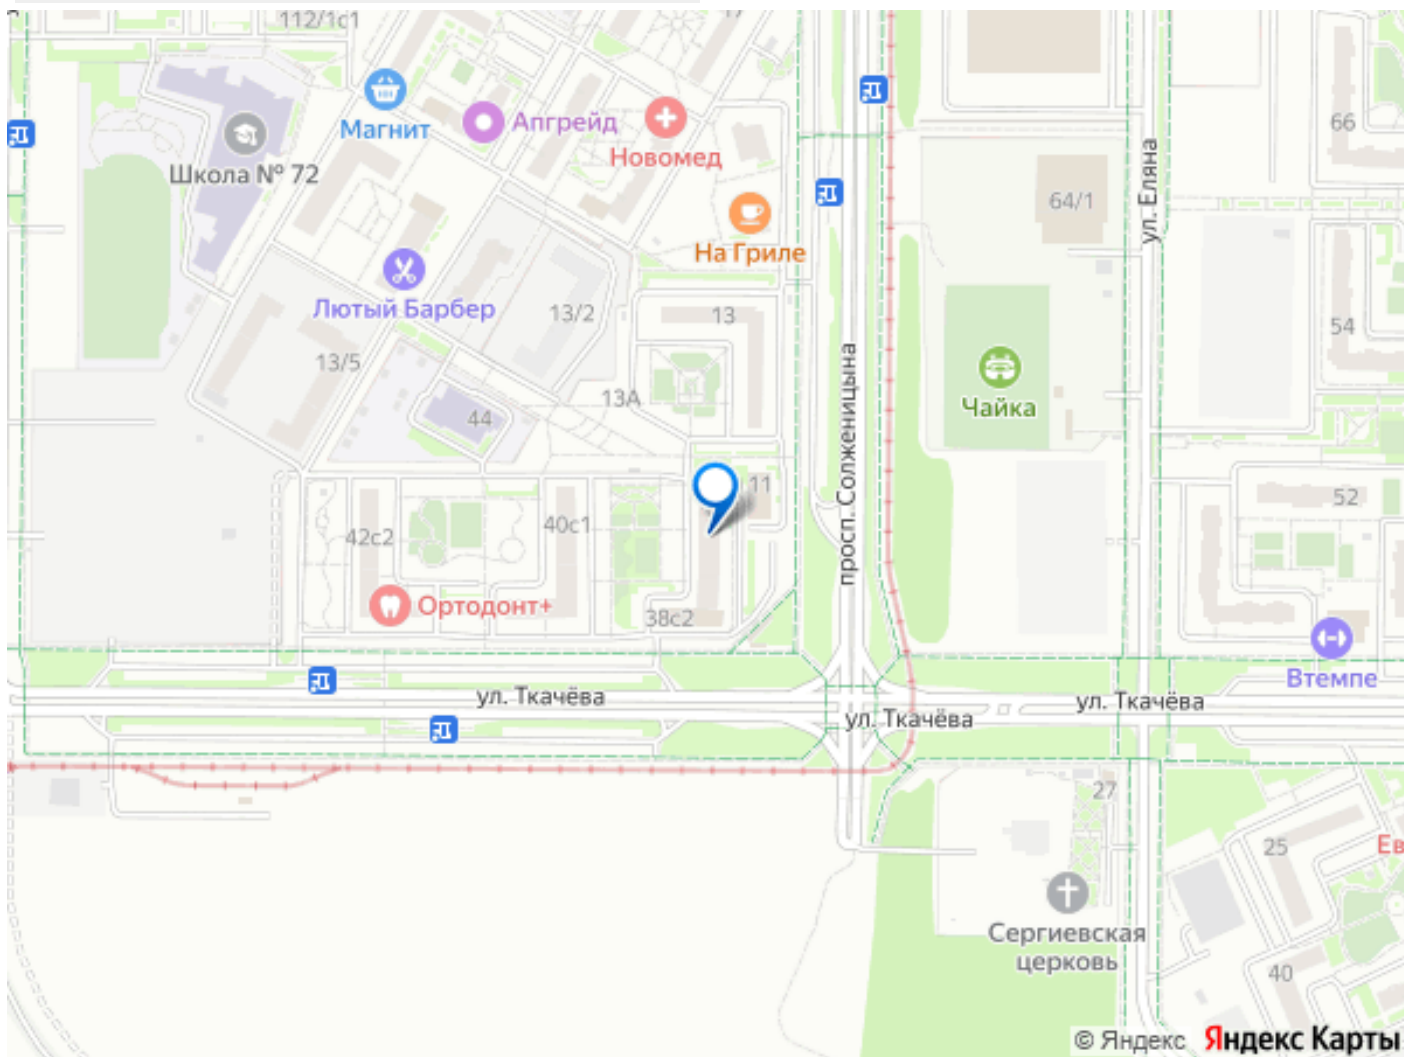 112/1с1
17
66
Магнит
Апгрейд
Новомед
Школа № 72
64/1
ул. Еляна
На Гриле
Лютый Барбер
13/2
13
54
13/5
просп. Солженицына
13А
Чайка
44
11
52
42с2
40с1
Ортодонт+
38с2
Втемпе
ул. Ткачёва
ул. Ткачёва
ул. Ткачёва
27
25
Ев
Сергиевская
церковь
40
© Яндекс Яндекс Карты